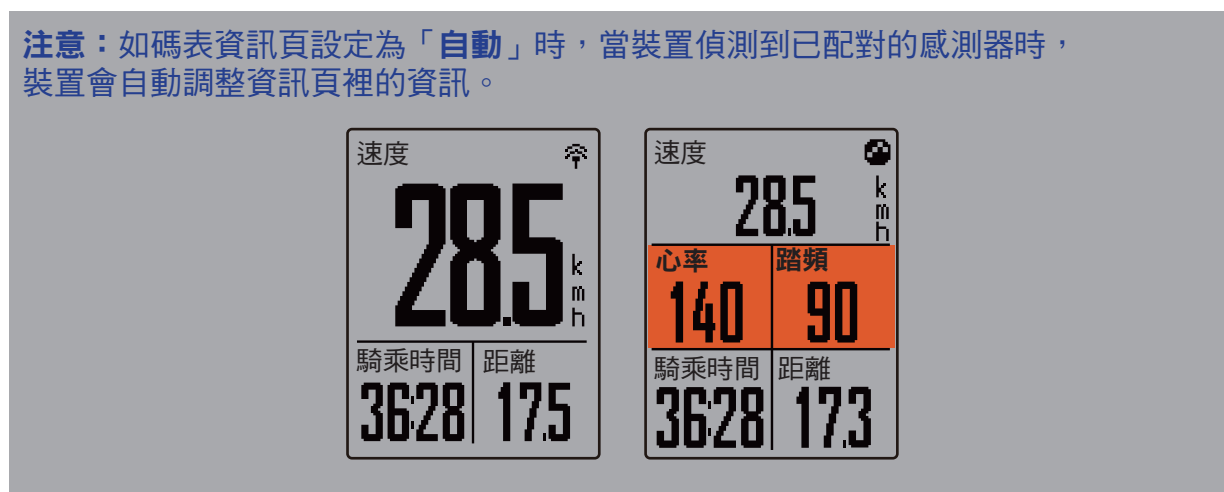 注意：如碼表資訊頁設定為「自動」時，當裝置偵測到已配對的感測器時，
裝置會自動調整資訊頁裡的資訊。
速度
28.5
kmh
騎乘時間 距離
36:28 17.5
速度
28.5
kmh
心率 踏頻
140 90
騎乘時間 距離
36:28 17.3